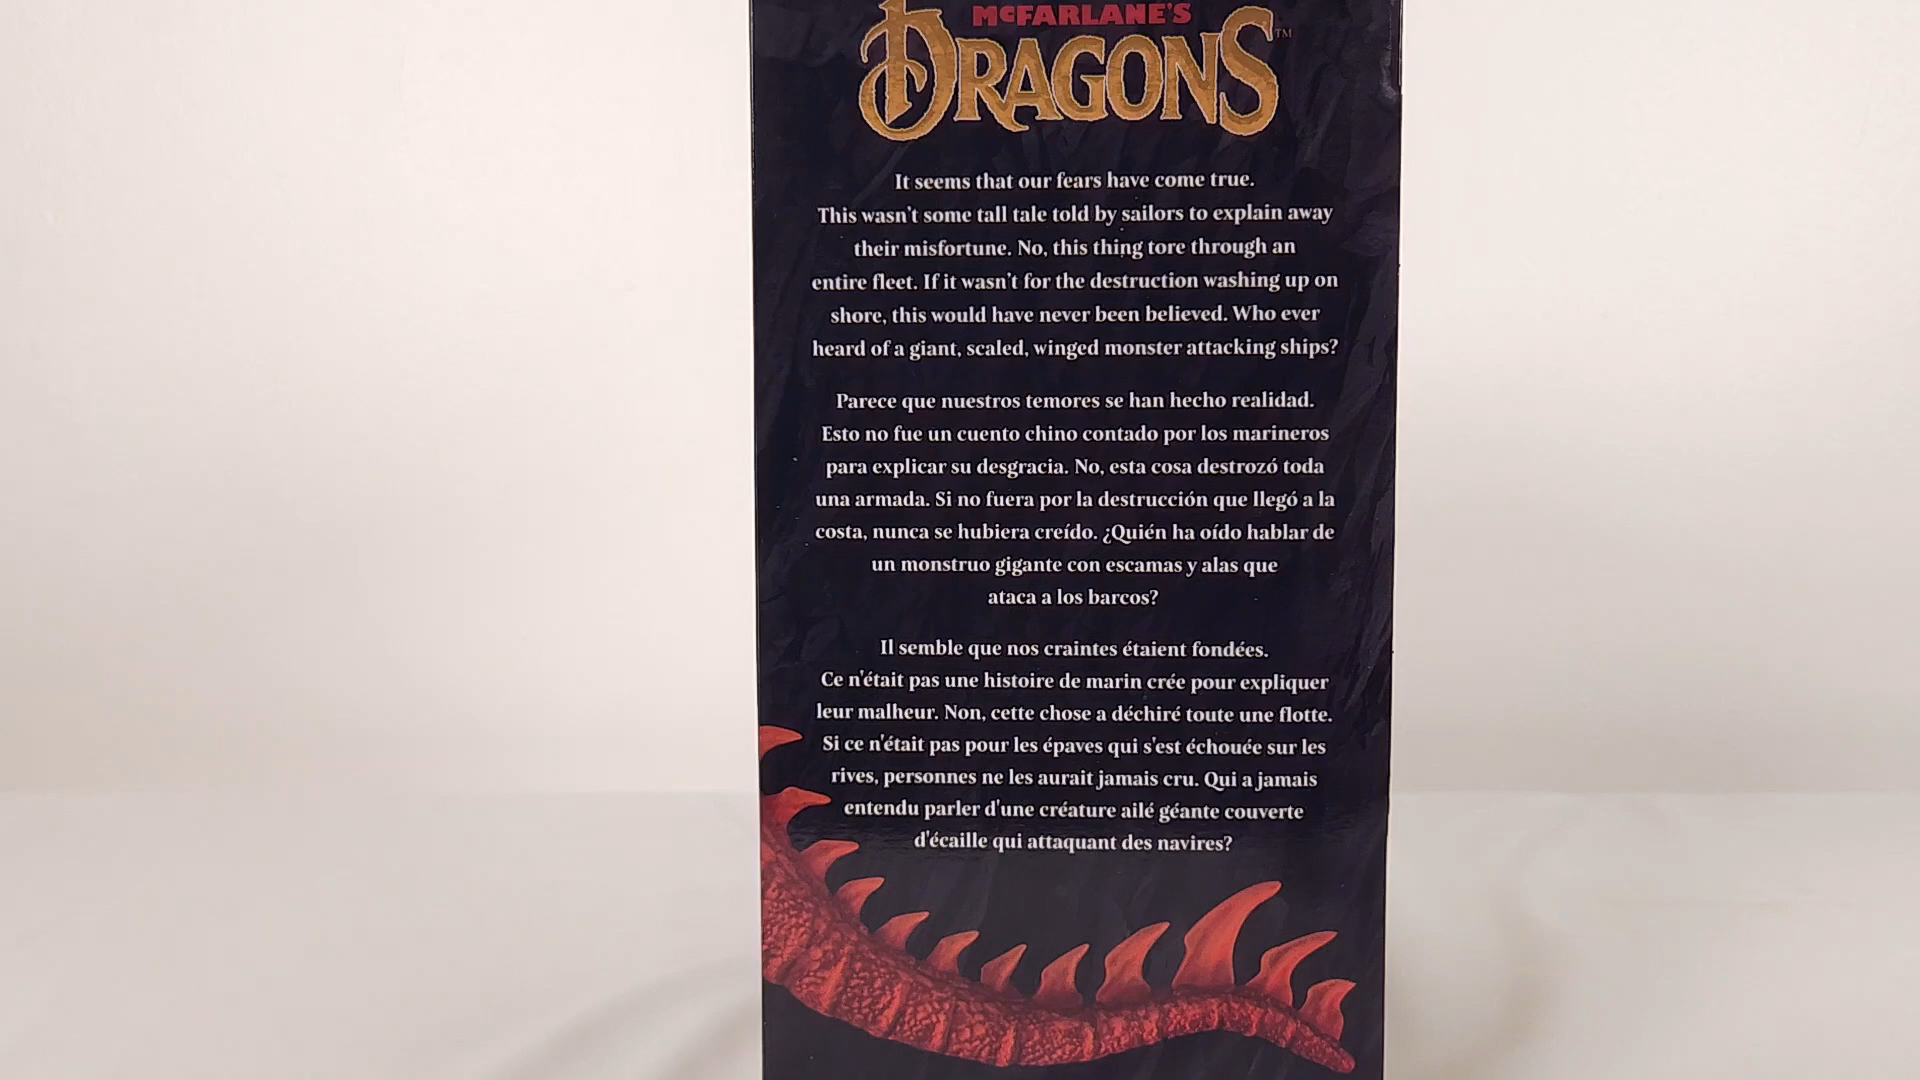 McFARLANE'S
DRAGONS™
It seems that our fears have come true.
This wasn't some tall tale told by sailors to explain away
their misfortune. No, this thing tore through an
entire fleet. If it wasn't for the destruction washing up on
shore, this would have never been believed. Who ever
heard of a giant, scaled, winged monster attacking ships?
Parece que nuestros temores se han hecho realidad.
Esto no fue un cuento chino contado por los marineros
para explicar su desgracia. No, esta cosa destrozó toda
una armada. Si no fuera por la destrucción que llegó a la
costa, nunca se hubiera creído. ¿Quién ha oído hablar de
un monstruo gigante con escamas y alas que
ataca a los barcos?
Il semble que nos craintes étaient fondées.
Ce n'était pas une histoire de marin crée pour expliquer
leur malheur. Non, cette chose a déchiré toute une flotte.
Si ce n'était pas pour les épaves qui s'est échouée sur les
rives, personnes ne les aurait jamais cru. Qui a jamais
entendu parler d'une créature ailé géante couverte
d'écaille qui attaquant des navires?